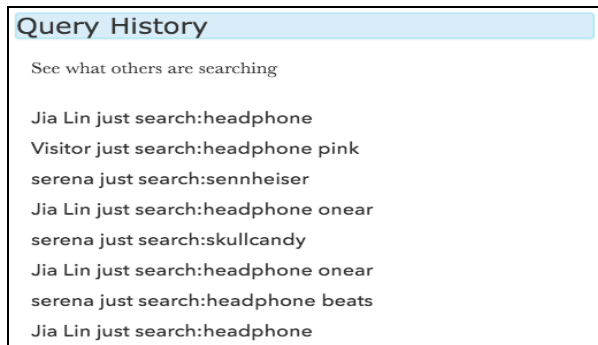 Query History
See what others are searching
Jia Lin just search:headphone
Visitor just search:headphone pink
serena just search:sennheiser
Jia Lin just search:headphone onear
serena just search:skullcandy
Jia Lin just search:headphone onear
serena just search:headphone beats
Jia Lin just search:headphone